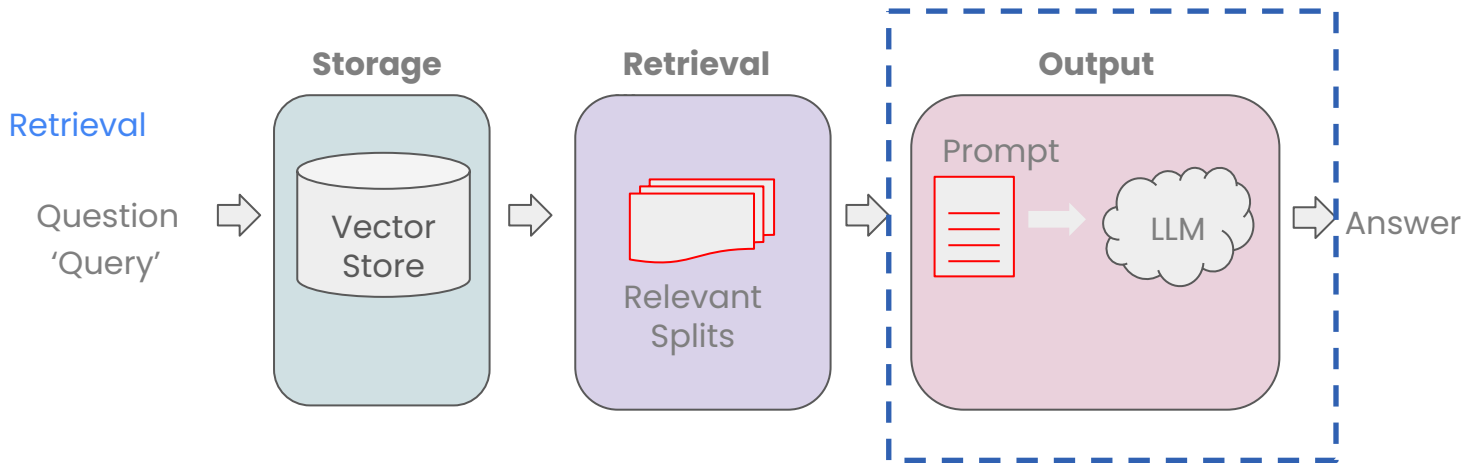 Storage
Retrieval
Output
Retrieval
Prompt
Question
‘Query’
Vector
Store
LLM
Answer
Relevant
Splits